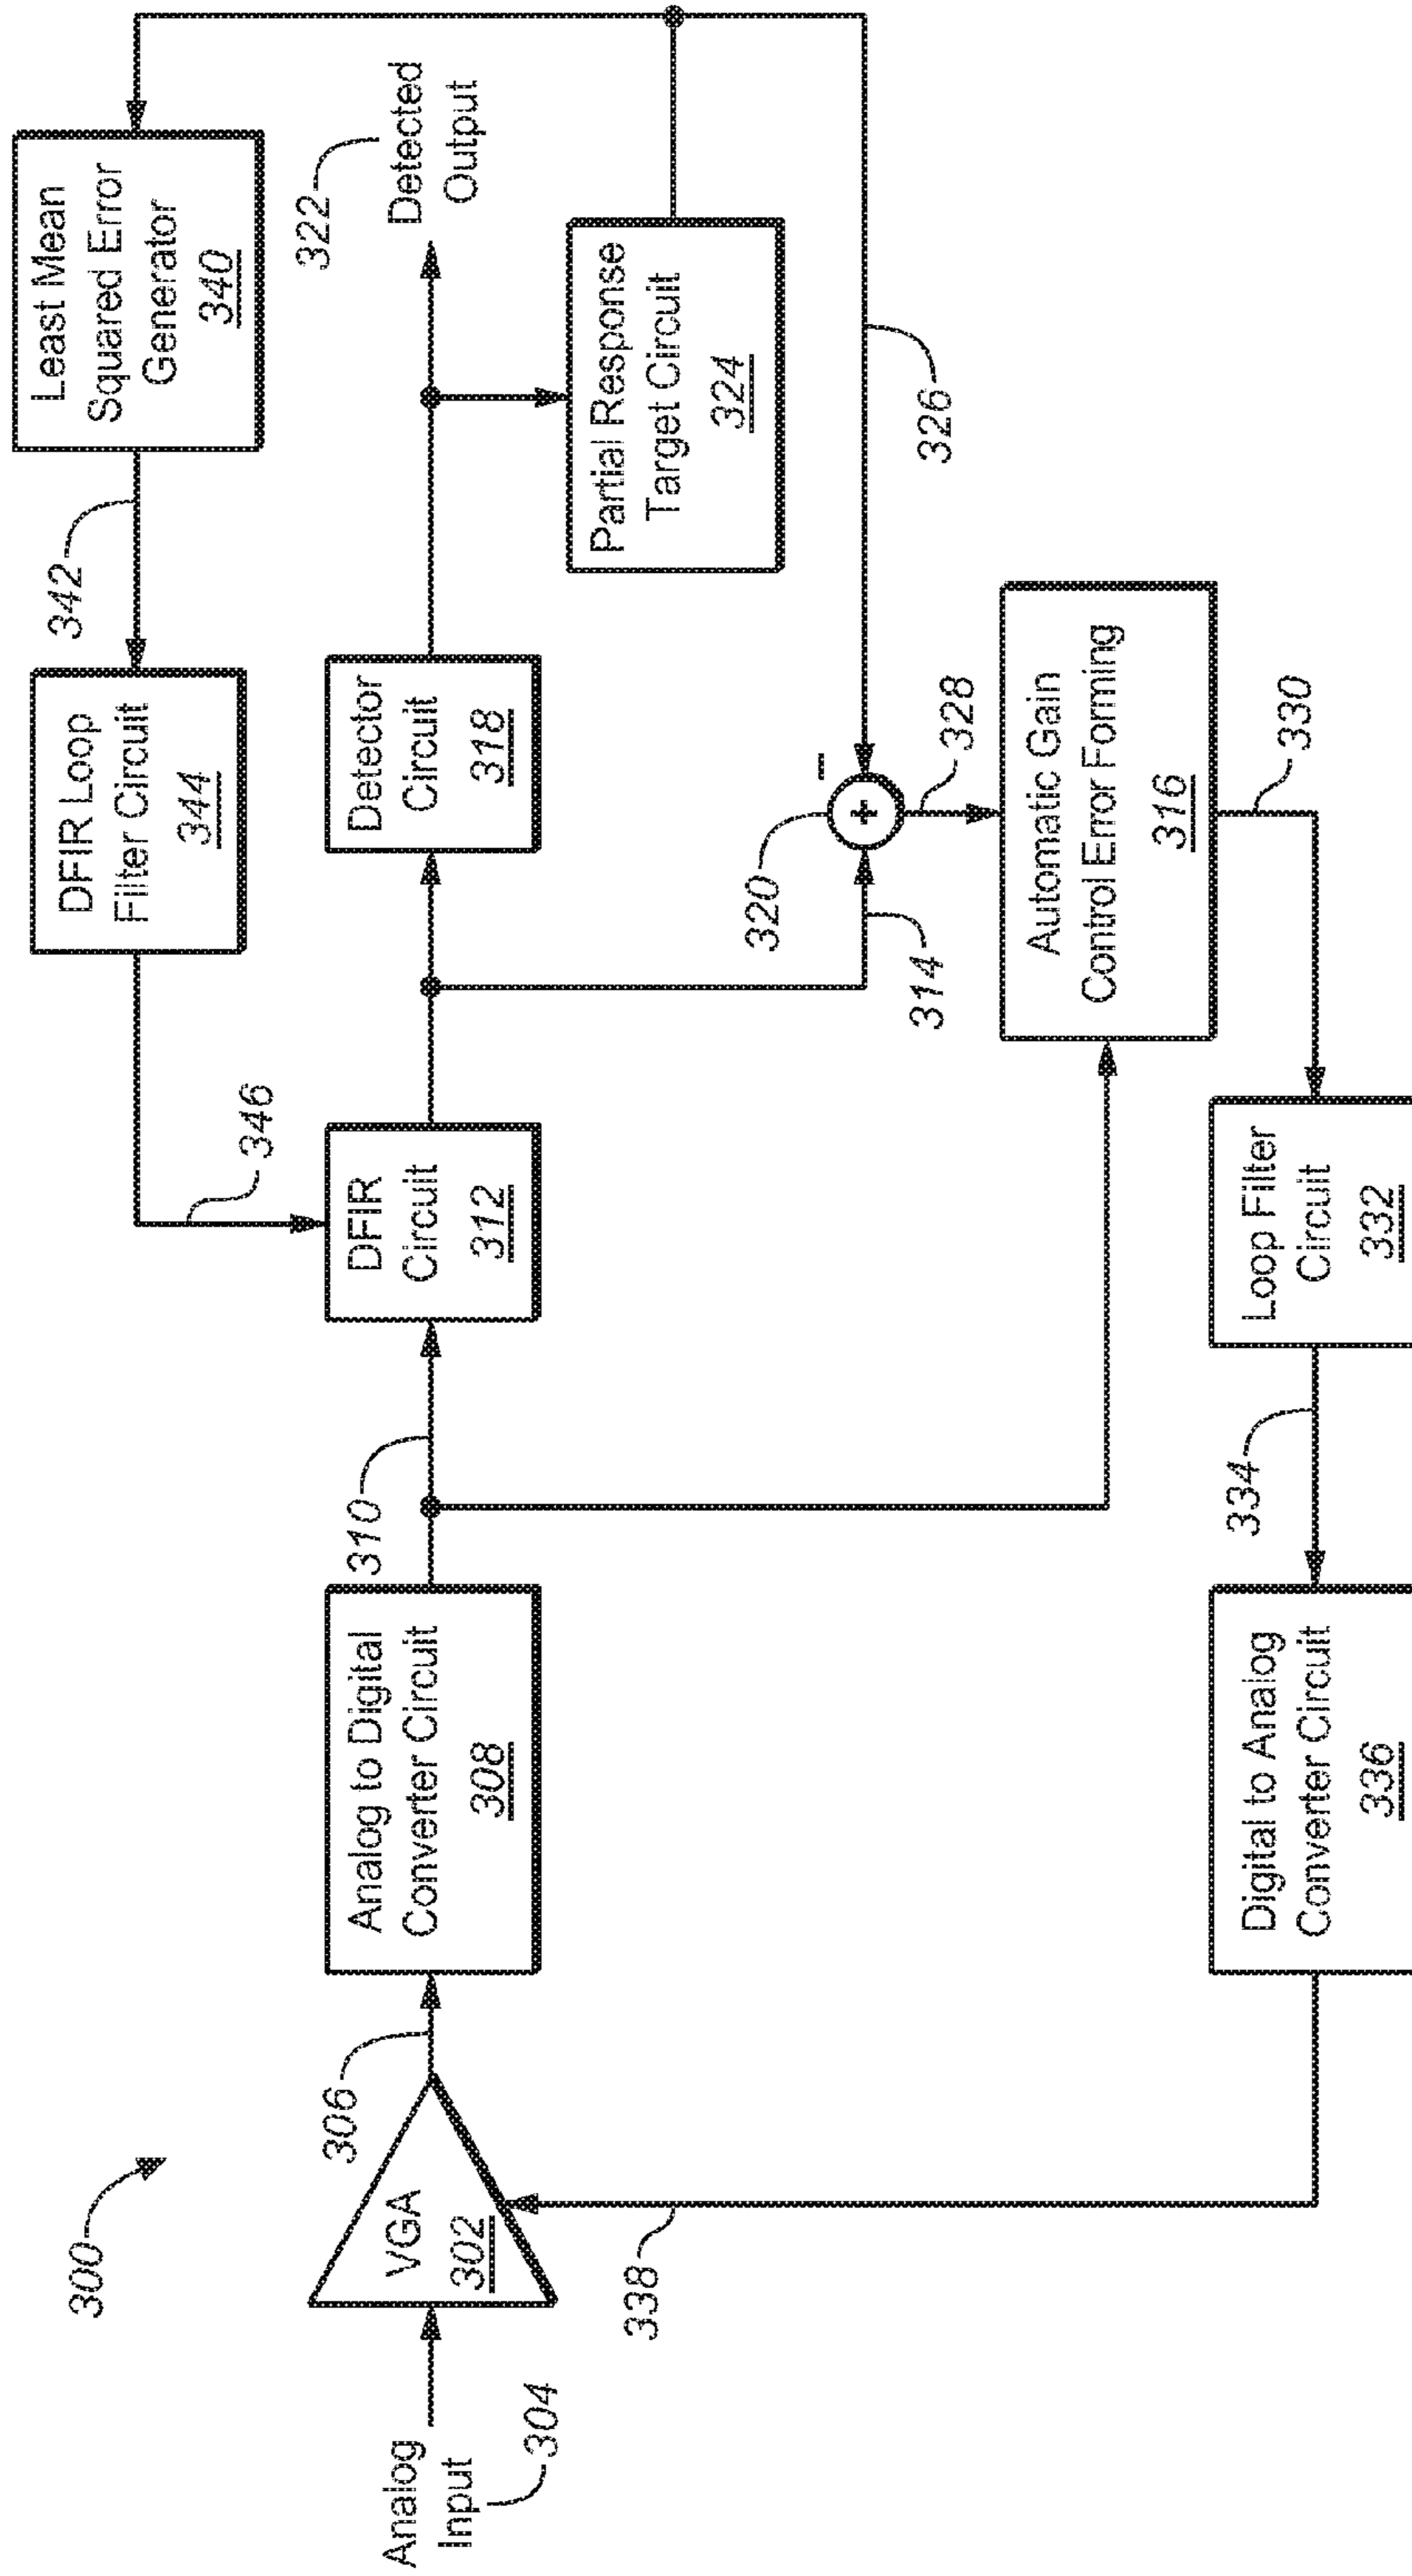 300
Least Mean
Squared Error
Generator
340
342
DFIR Loop
Filter Circuit
344
346
322
Detected
Output
Analog
Input
304
VGA
302
306
Analog to Digital
Converter Circuit
308
310
DFIR
Circuit
312
Detector
Circuit
318
Partial Response
Target Circuit
324
326
320
+
-
314
328
Automatic Gain
Control Error Forming
316
330
Loop Filter
Circuit
332
334
Digital to Analog
Converter Circuit
336
338